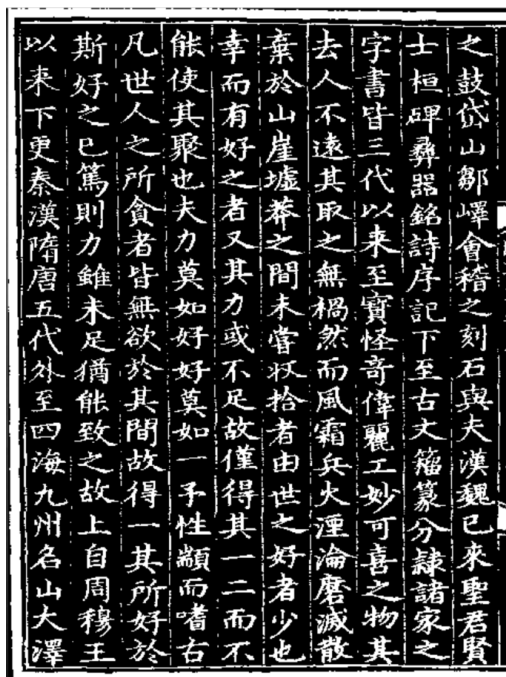 之鼓岱山鄒嶧會稽之刻石與夫漢魏已來聖君賢
士桓碑彝器銘詩序記下至古文籀篆分隸諸家之
字書皆三代以來至寶怪奇偉麗工妙可喜之物其
去人不遠其取之無禍然而風霜兵火湮淪磨滅散
棄於山崖墟莽之間未嘗收拾者由世之好者少也
幸而有好之者又其力或不足故僅得其一二而不
能使其聚也夫力莫如好好莫如一予性顓而嗜古
凡世人之所貪者皆無欲於其間故得一其所好於
斯好之已篤則力雖未足猶能致之故上自周穆王
以来下更秦漢隋唐五代外至四海九州名山大澤